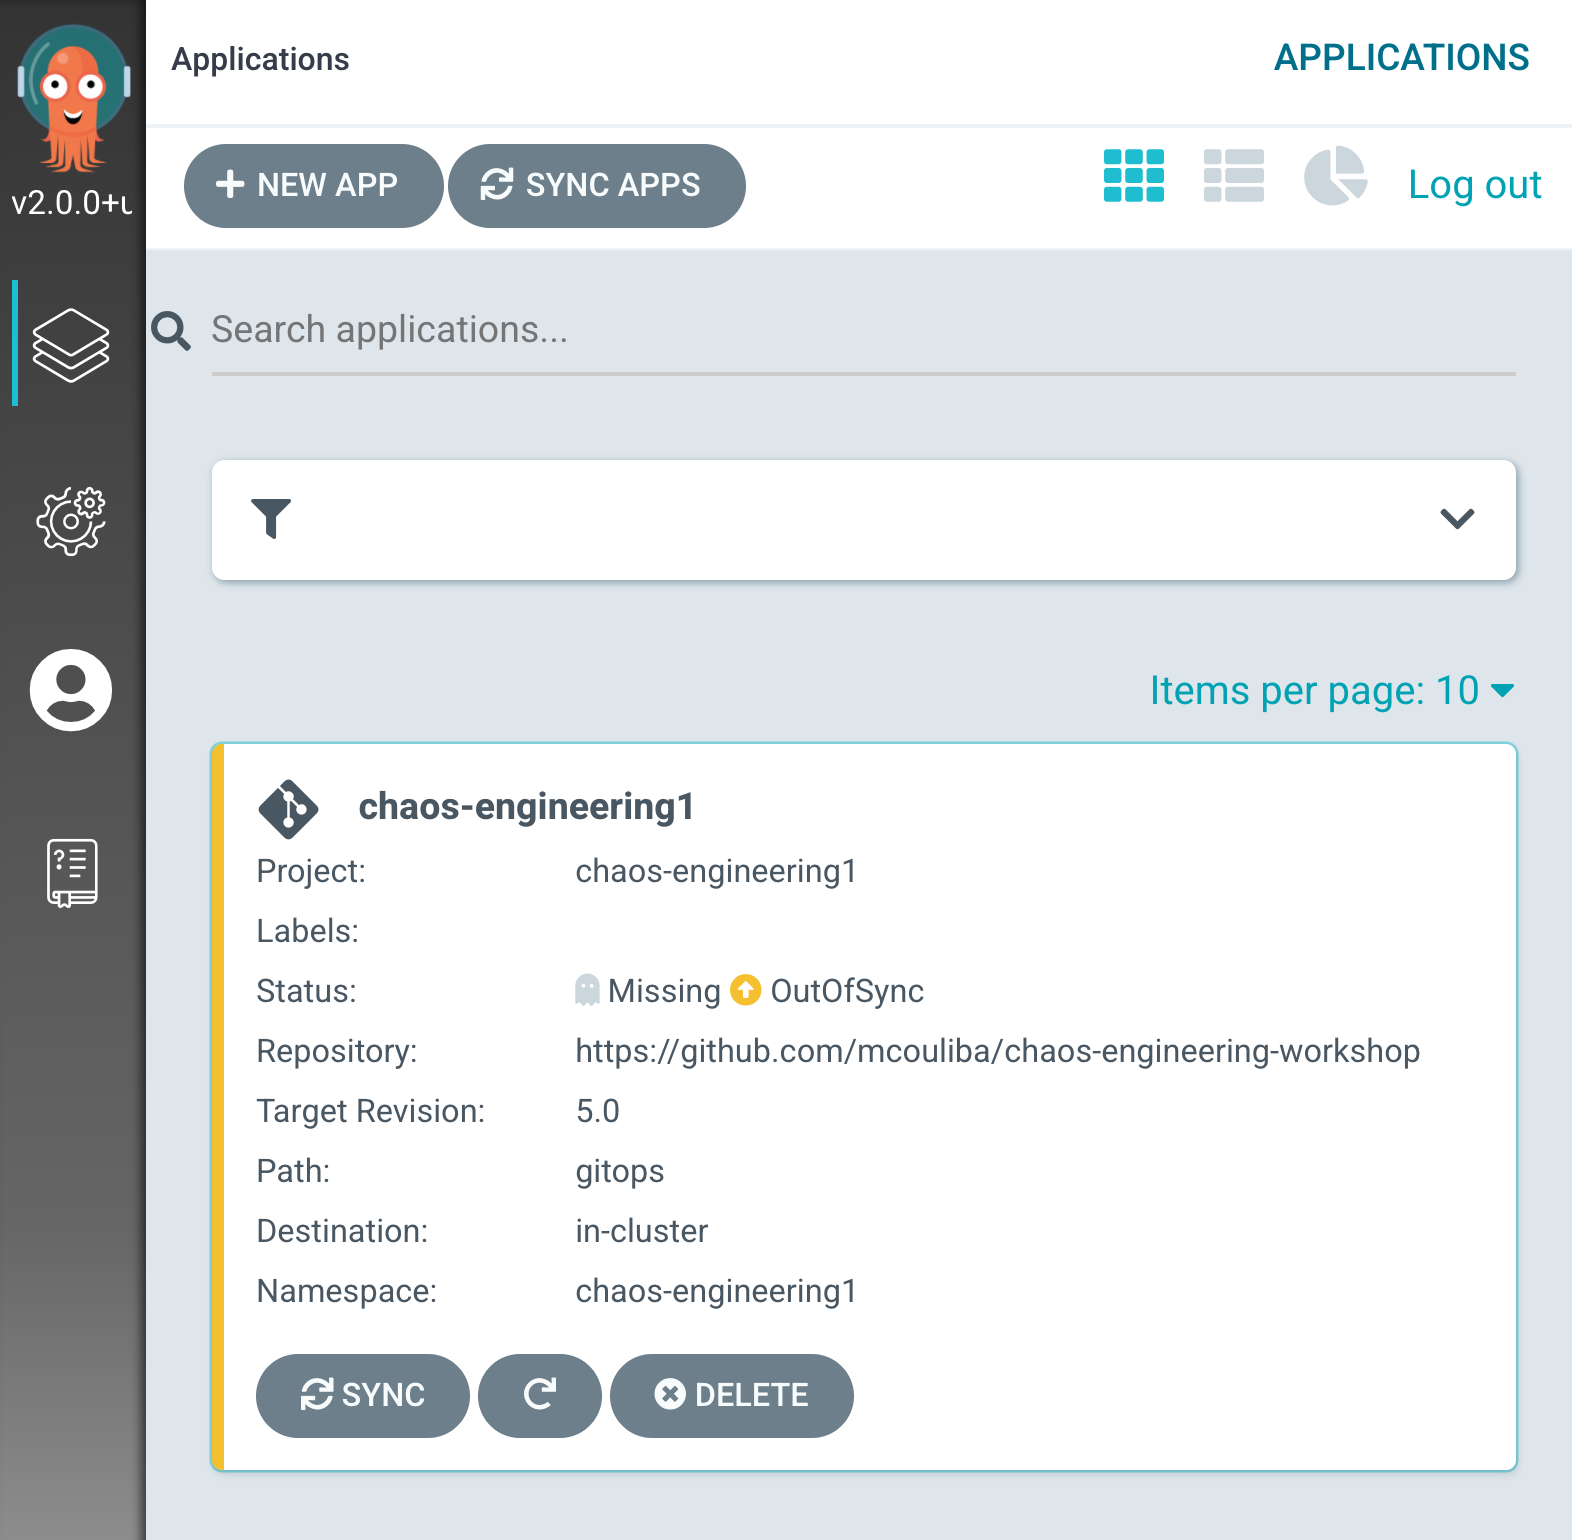 Applications
APPLICATIONS
v2.0.0+u
NEW APP
SYNC APPS
Log out
Search applications...
Items per page: 10
chaos-engineering1
Project: chaos-engineering1
Labels:
Status: Missing OutOfSync
Repository: https://github.com/mcouliba/chaos-engineering-workshop
Target Revision: 5.0
Path: gitops
Destination: in-cluster
Namespace: chaos-engineering1
SYNC
DELETE